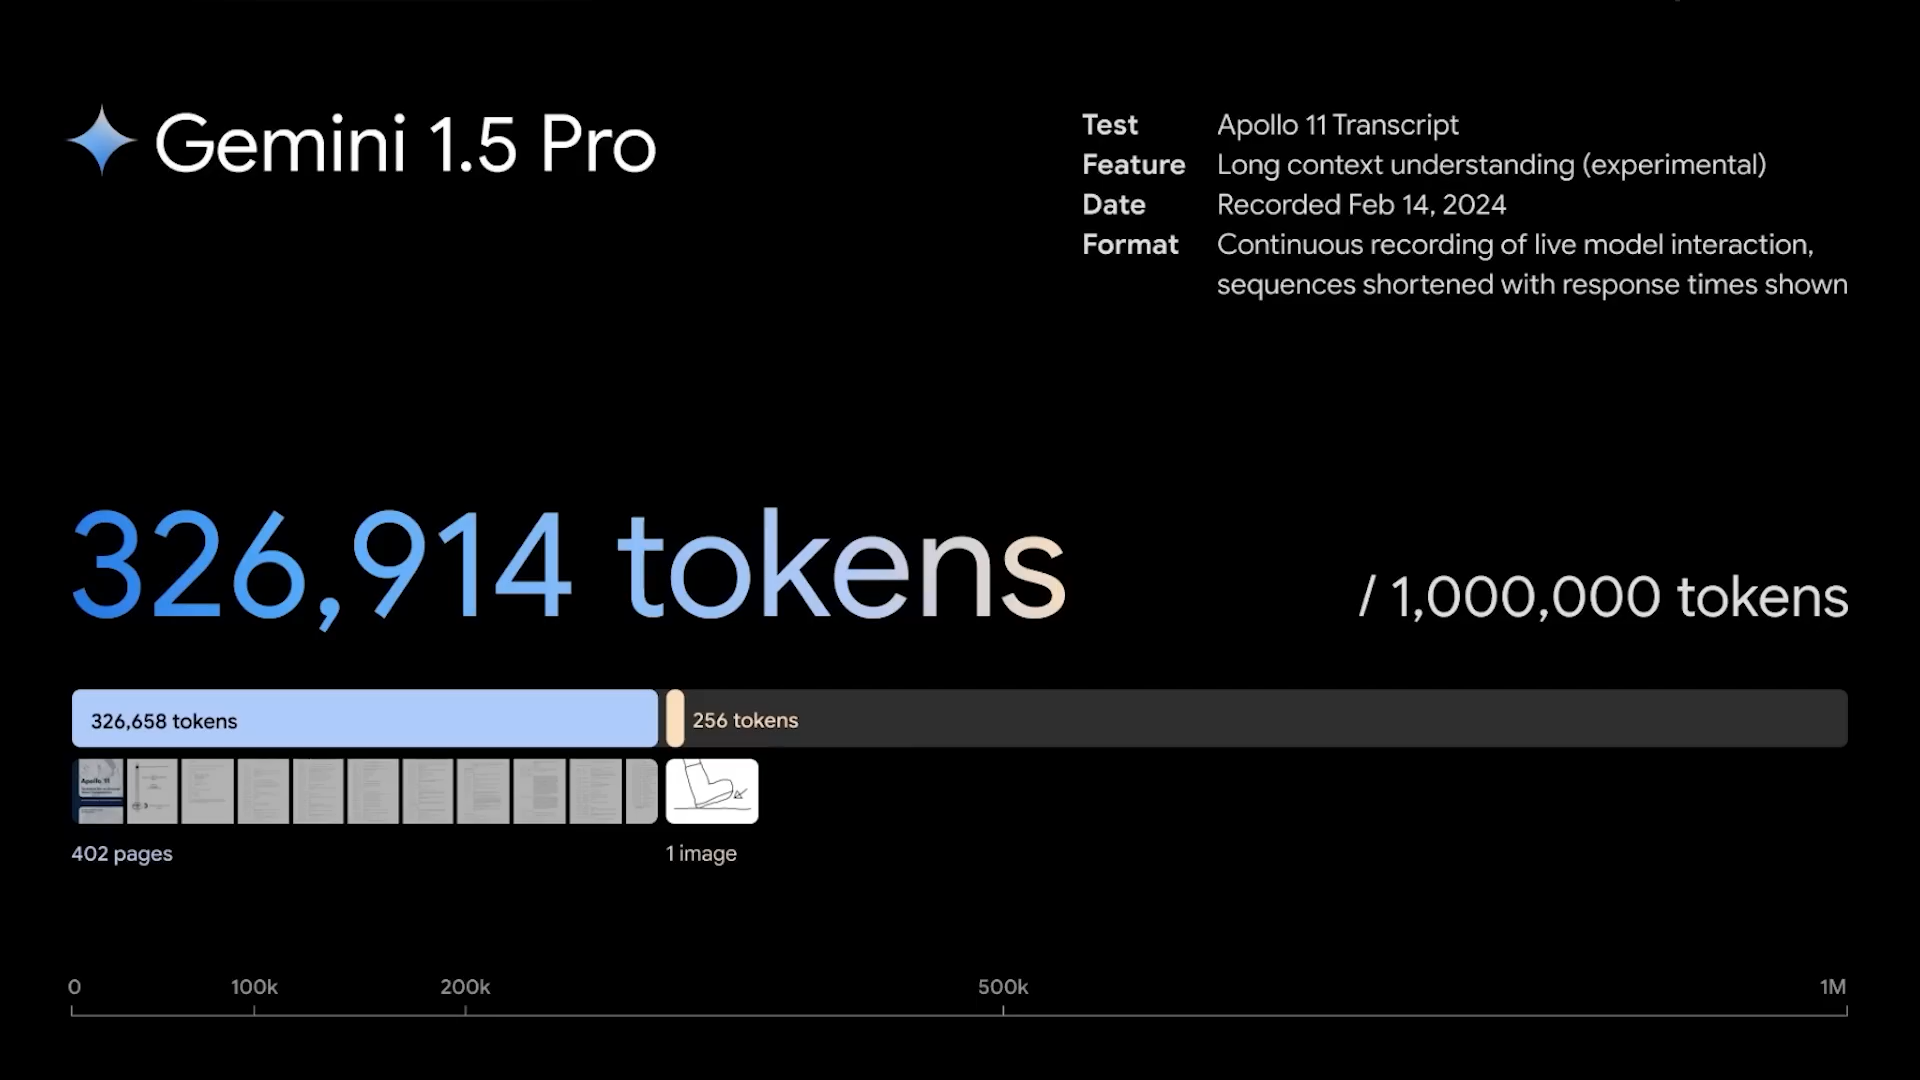 Gemini 1.5 Pro
Test Apollo 11 Transcript
Feature Long context understanding (experimental)
Date Recorded Feb 14, 2024
Format Continuous recording of live model interaction,
sequences shortened with response times shown
326,914 tokens
/ 1,000,000 tokens
326,658 tokens
256 tokens
Apollo 11
402 pages
1 image
0 100k 200k 500k 1M